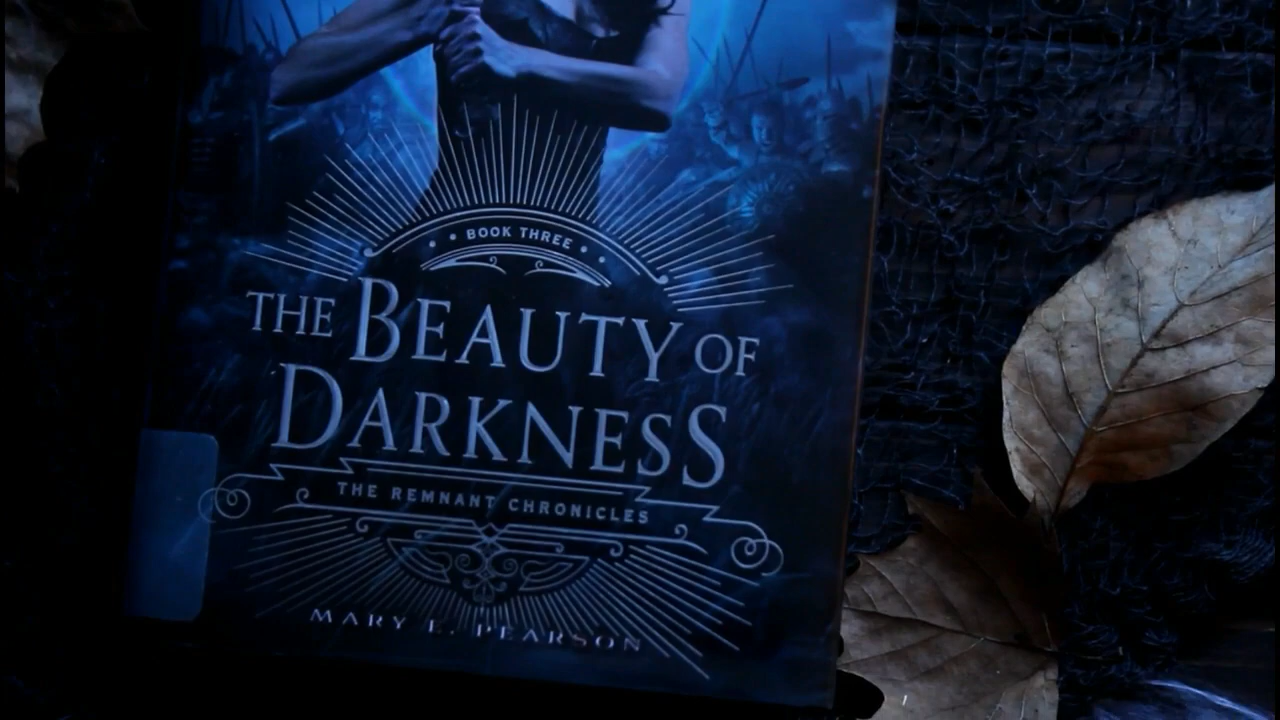 BOOK THREE
THE BEAUTY OF
DARKNESS
THE REMNANT CHRONICLES
MARY E. PEARSON